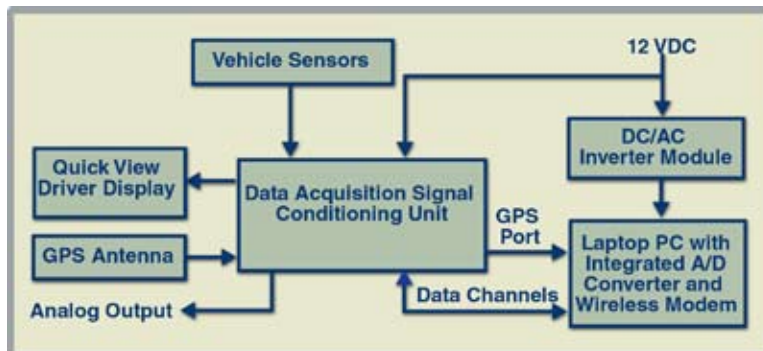 Vehicle Sensors
12 VDC
DC/AC
Inverter Module
Quick View
Driver Display
Data Acquisition Signal
Conditioning Unit
GPS
Port
GPS Antenna
Laptop PC with
Integrated A/D
Converter and
Wireless Modem
Analog Output
Data Channels